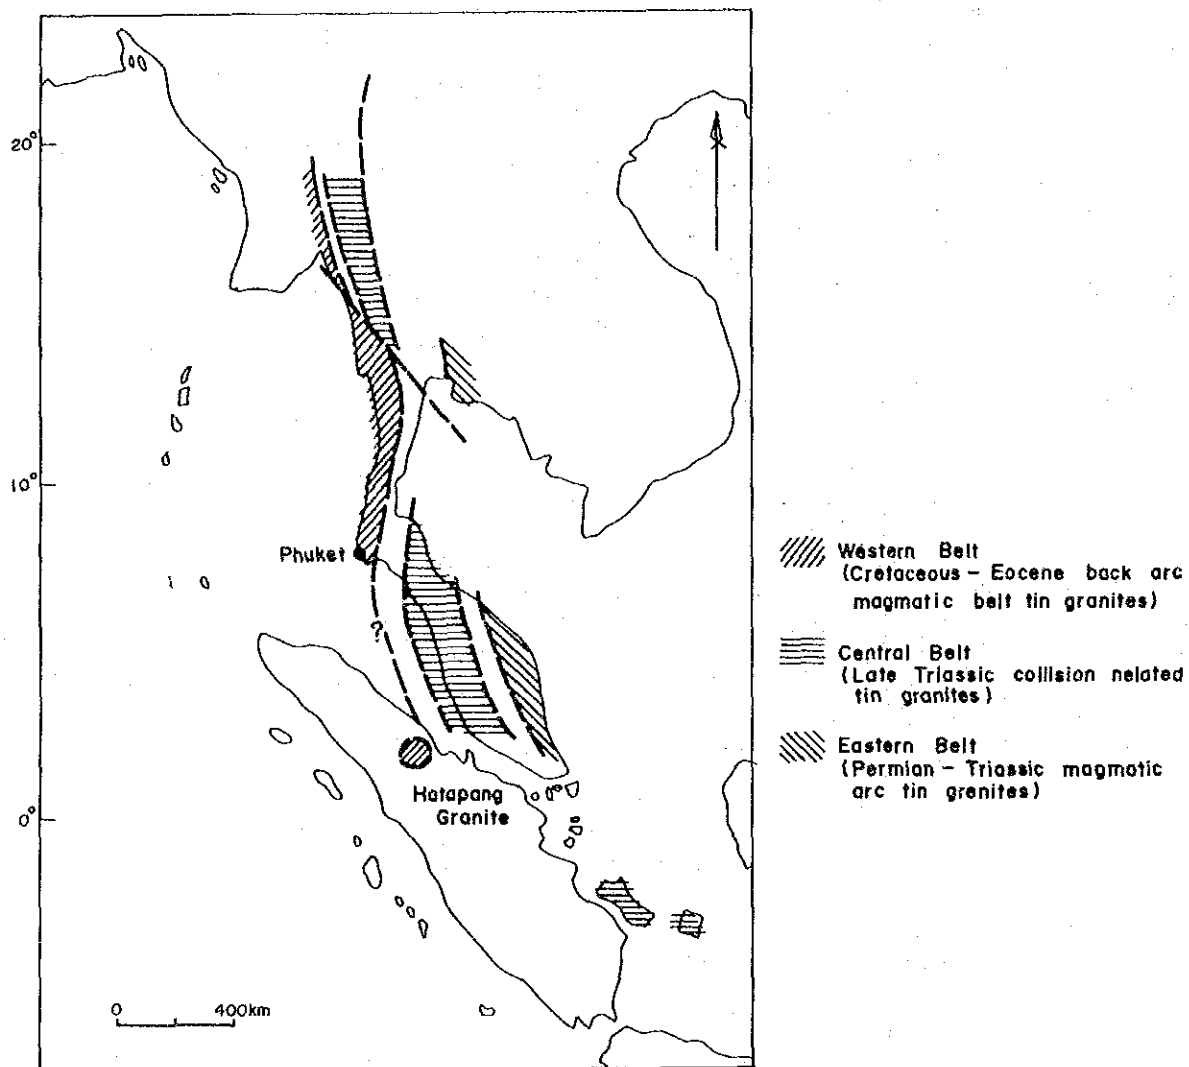 20°
10°
Phuket
?
Hatapang
Granite
0°
0 400km
Western Belt
(Cretaceous - Eocene back arc
magmatic belt tin granites)
Central Belt
(Late Triassic collision nelated
tin granites)
Eastern Belt
(Permian - Triassic magmatic
arc tin grenites)